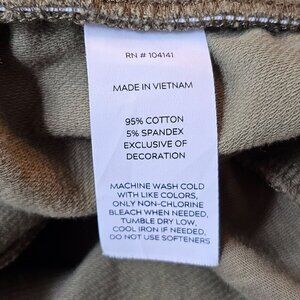 RN # 104141
MADE IN VIETNAM
95% COTTON
5% SPANDEX
EXCLUSIVE OF
DECORATION
MACHINE WASH COLD
WITH LIKE COLORS,
ONLY NON-CHLORINE
BLEACH WHEN NEEDED,
TUMBLE DRY LOW,
COOL IRON IF NEEDED,
DO NOT USE SOFTENERS